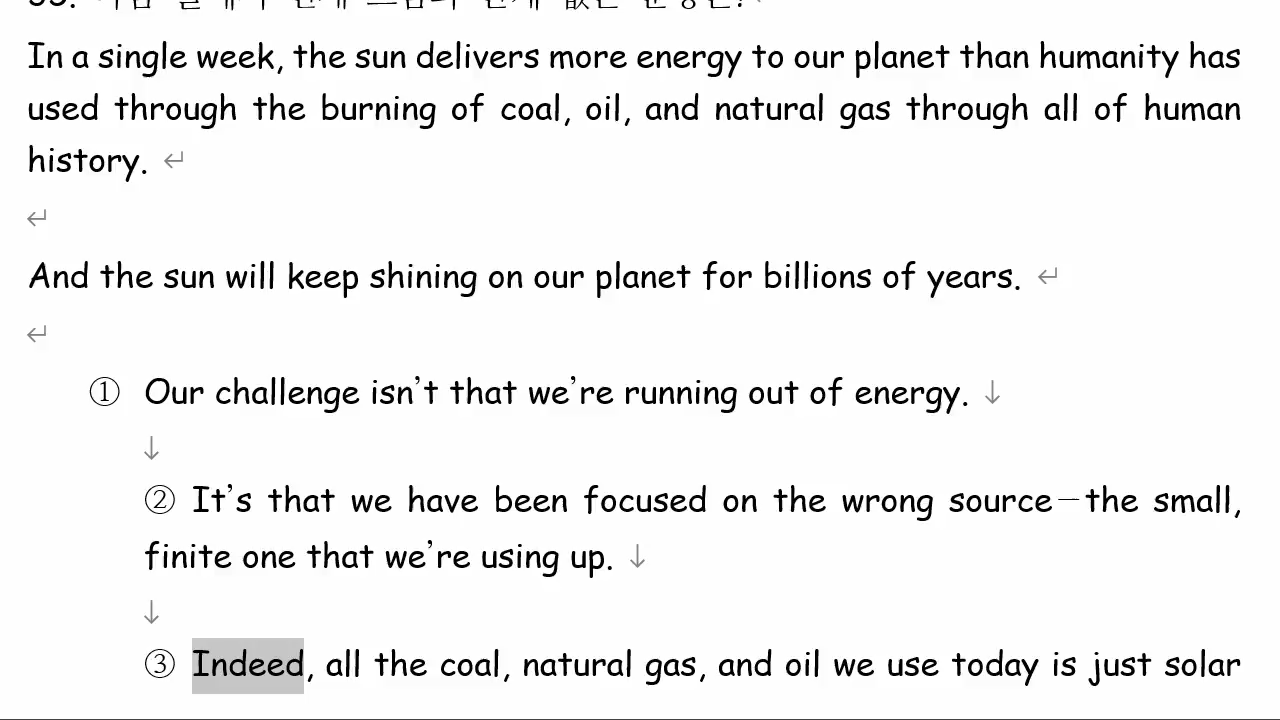 In a single week, the sun delivers more energy to our planet than humanity has
used through the burning of coal, oil, and natural gas through all of human
history. ↵
↵
And the sun will keep shining on our planet for billions of years. ↵
↵
① Our challenge isn't that we're running out of energy. ↓
↓
② It's that we have been focused on the wrong source—the small,
finite one that we're using up. ↓
↓
③ Indeed, all the coal, natural gas, and oil we use today is just solar